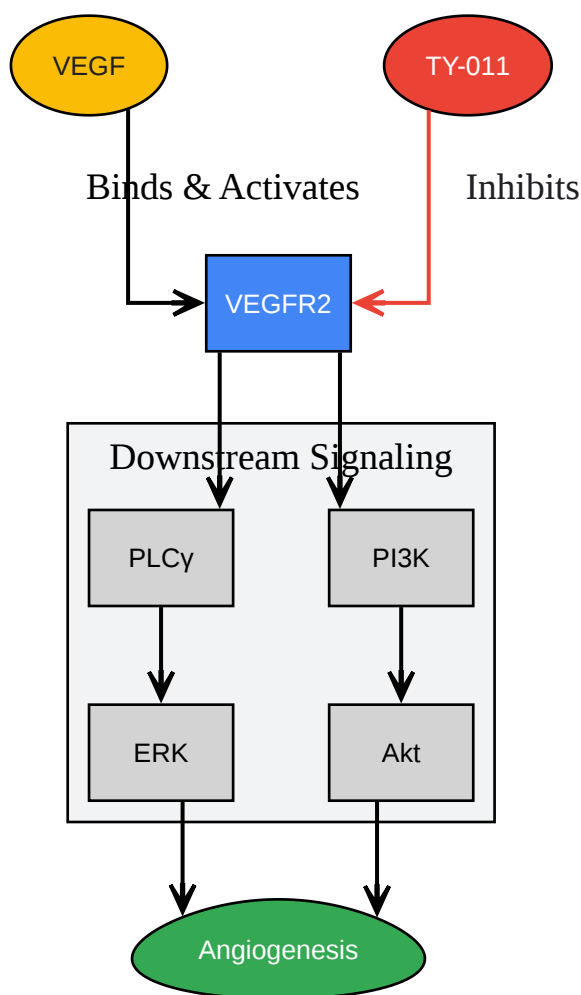 VEGF
TY-011
Binds & Activates
Inhibits
VEGFR2
Downstream Signaling
PLCγ
PI3K
ERK
Akt
Angiogenesis